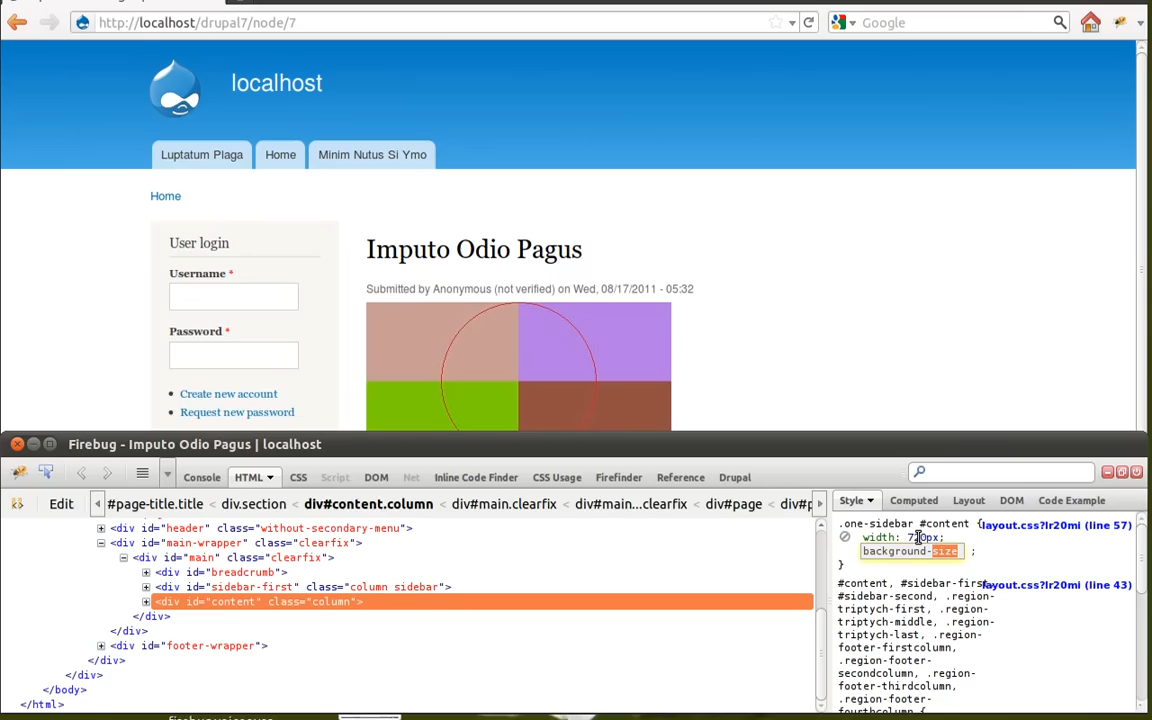 http://localhost/drupal7/node/7
Google
localhost
Luptatum Plaga
Home
Minim Nutus Si Ymo
Home
User login
Username *
Password *
Create new account
Request new password
Imputo Odio Pagus
Submitted by Anonymous (not verified) on Wed, 08/17/2011 - 05:32
Firebug - Imputo Odio Pagus | localhost
Console HTML CSS Script DOM Net Inline Code Finder CSS Usage Firefinder Reference Drupal
Edit #page-title.title < div.section < div#content.column < div#main.clearfix < div#main...clearfix < div#page < div#p
<div id="header" class="without-secondary-menu">
<div id="main-wrapper" class="clearfix">
<div id="main" class="clearfix">
<div id="breadcrumb">
<div id="sidebar-first" class="column sidebar">
<div id="content" class="column">
</div>
</div>
<div id="footer-wrapper">
</div>
</div>
</body>
</html>
Style Computed Layout DOM Code Example
.one-sidebar #content { layout.css?lr20mi (line 57)
width: 720px;
background-size ;
}
#content, #sidebar-first, layout.css?lr20mi (line 43)
#sidebar-second, .region-
triptych-first, .region-
triptych-middle, .region-
triptych-last, .region-
footer-firstcolumn,
.region-footer-
secondcolumn, .region-
footer-thirdcolumn,
.region-footer-
fourthcolumn {